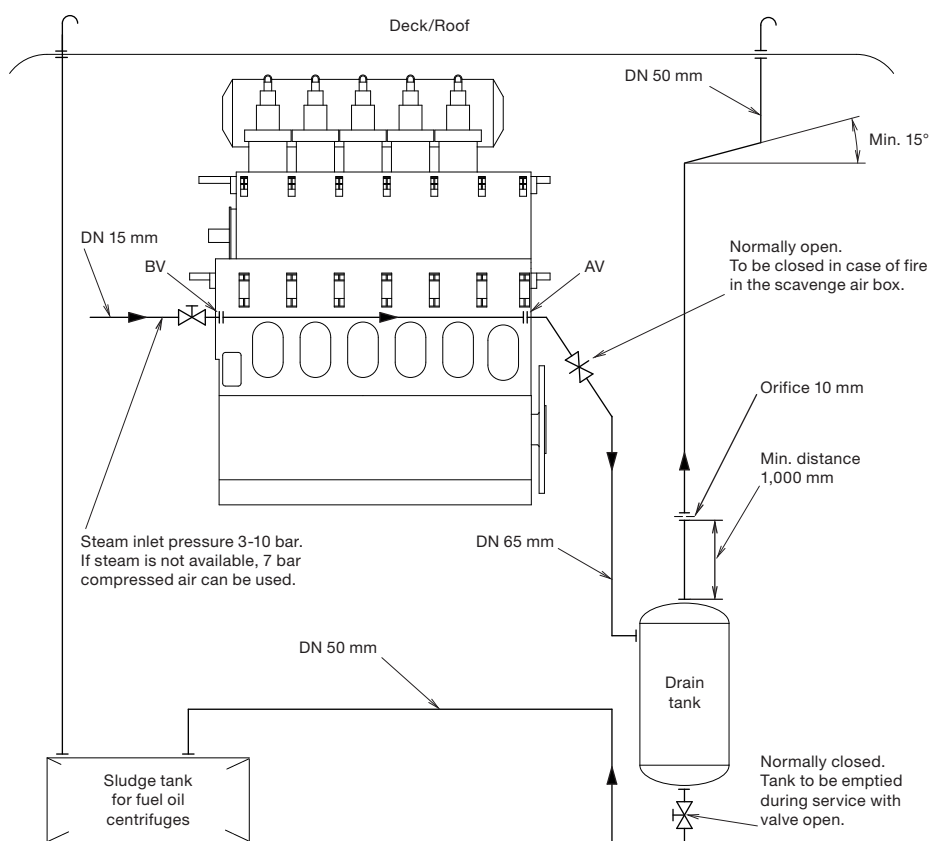 Deck/Roof
DN 50 mm
Min. 15°
DN 15 mm
BV
AV
Normally open.
To be closed in case of fire
in the scavenge air box.
Orifice 10 mm
Min. distance
1,000 mm
Steam inlet pressure 3-10 bar.
If steam is not available, 7 bar
compressed air can be used.
DN 65 mm
DN 50 mm
Drain
tank
Sludge tank
for fuel oil
centrifuges
Normally closed.
Tank to be emptied
during service with
valve open.